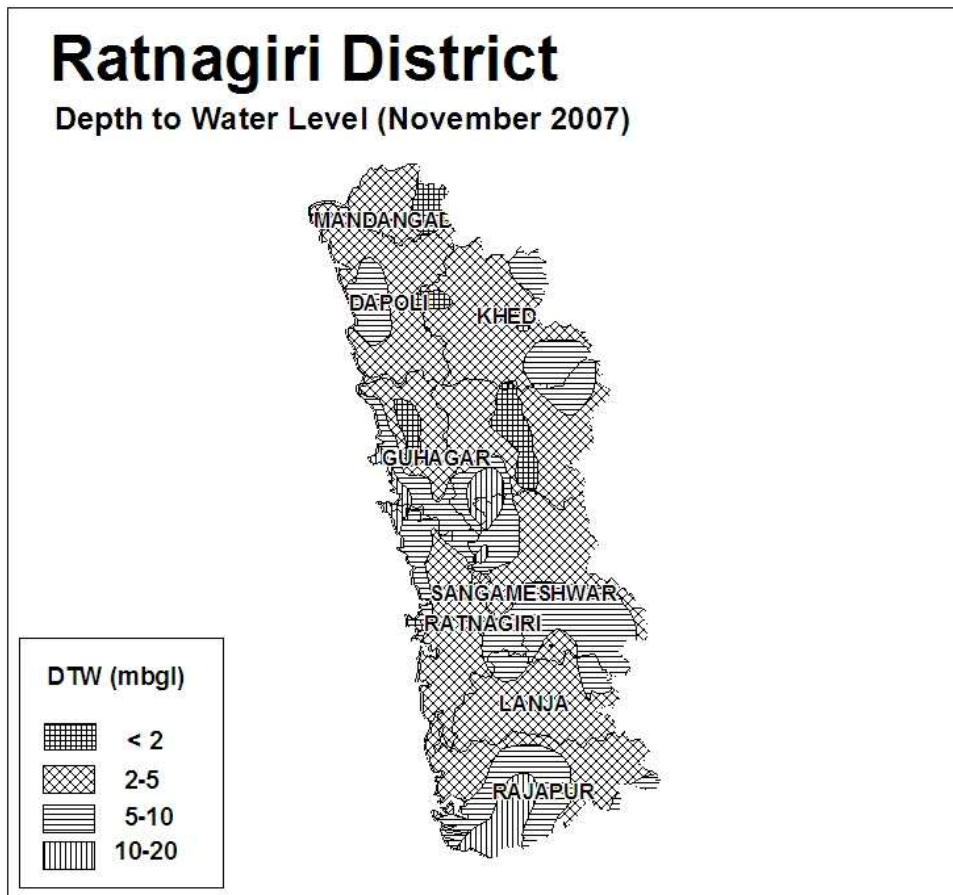 Ratnagiri District
Depth to Water Level (November 2007)
MANDANGAD
DAPOLI
KHED
GUHAGAR
SANGAMESHWAR
RATNAGIRI
LANJA
RAJAPUR
DTW (mbgl)
< 2
2-5
5-10
10-20